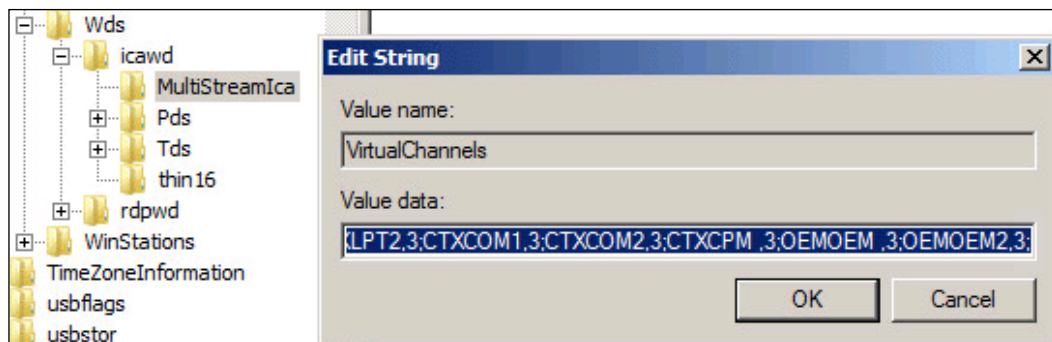 Wds
icawd
MultiStreamIca
Pds
Tds
thin16
rdpwd
WinStations
TimeZoneInformation
usbflags
usbstor
Edit String
Value name:
VirtualChannels
Value data:
LPT2,3;CTXCOM1,3;CTXCOM2,3;CTXCPM ,3;OEMOEM ,3;OEMOEM2,3;
OK
Cancel